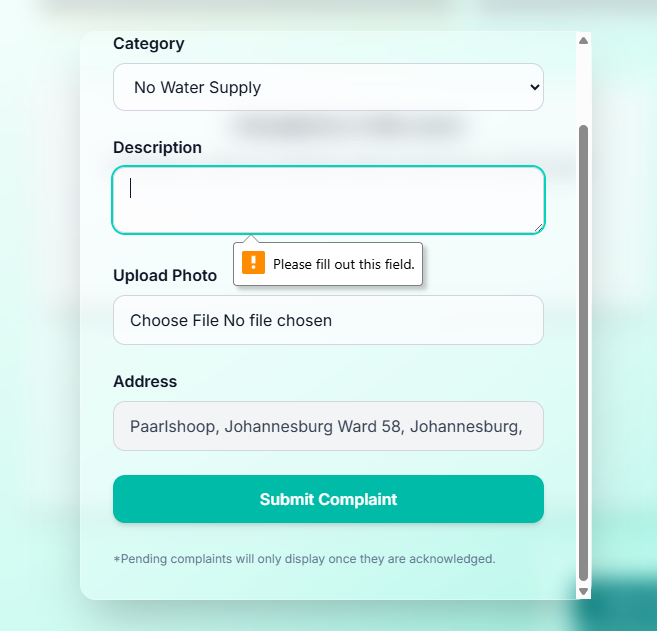 Category
No Water Supply
Description
Please fill out this field.
Upload Photo
Choose File No file chosen
Address
Paarlshoop, Johannesburg Ward 58, Johannesburg,
Submit Complaint
*Pending complaints will only display once they are acknowledged.